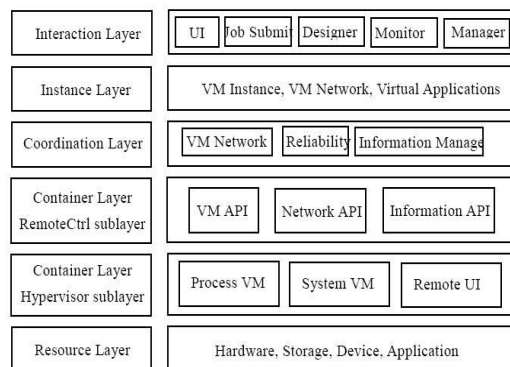 Interaction Layer
UI Job Submit Designer Monitor Manager
Instance Layer
VM Instance, VM Network, Virtual Applications
Coordination Layer
VM Network Reliability Information Manage
Container Layer
RemoteCtrl sublayer
VM API Network API Information API
Container Layer
Hypervisor sublayer
Process VM System VM Remote UI
Resource Layer
Hardware, Storage, Device, Application